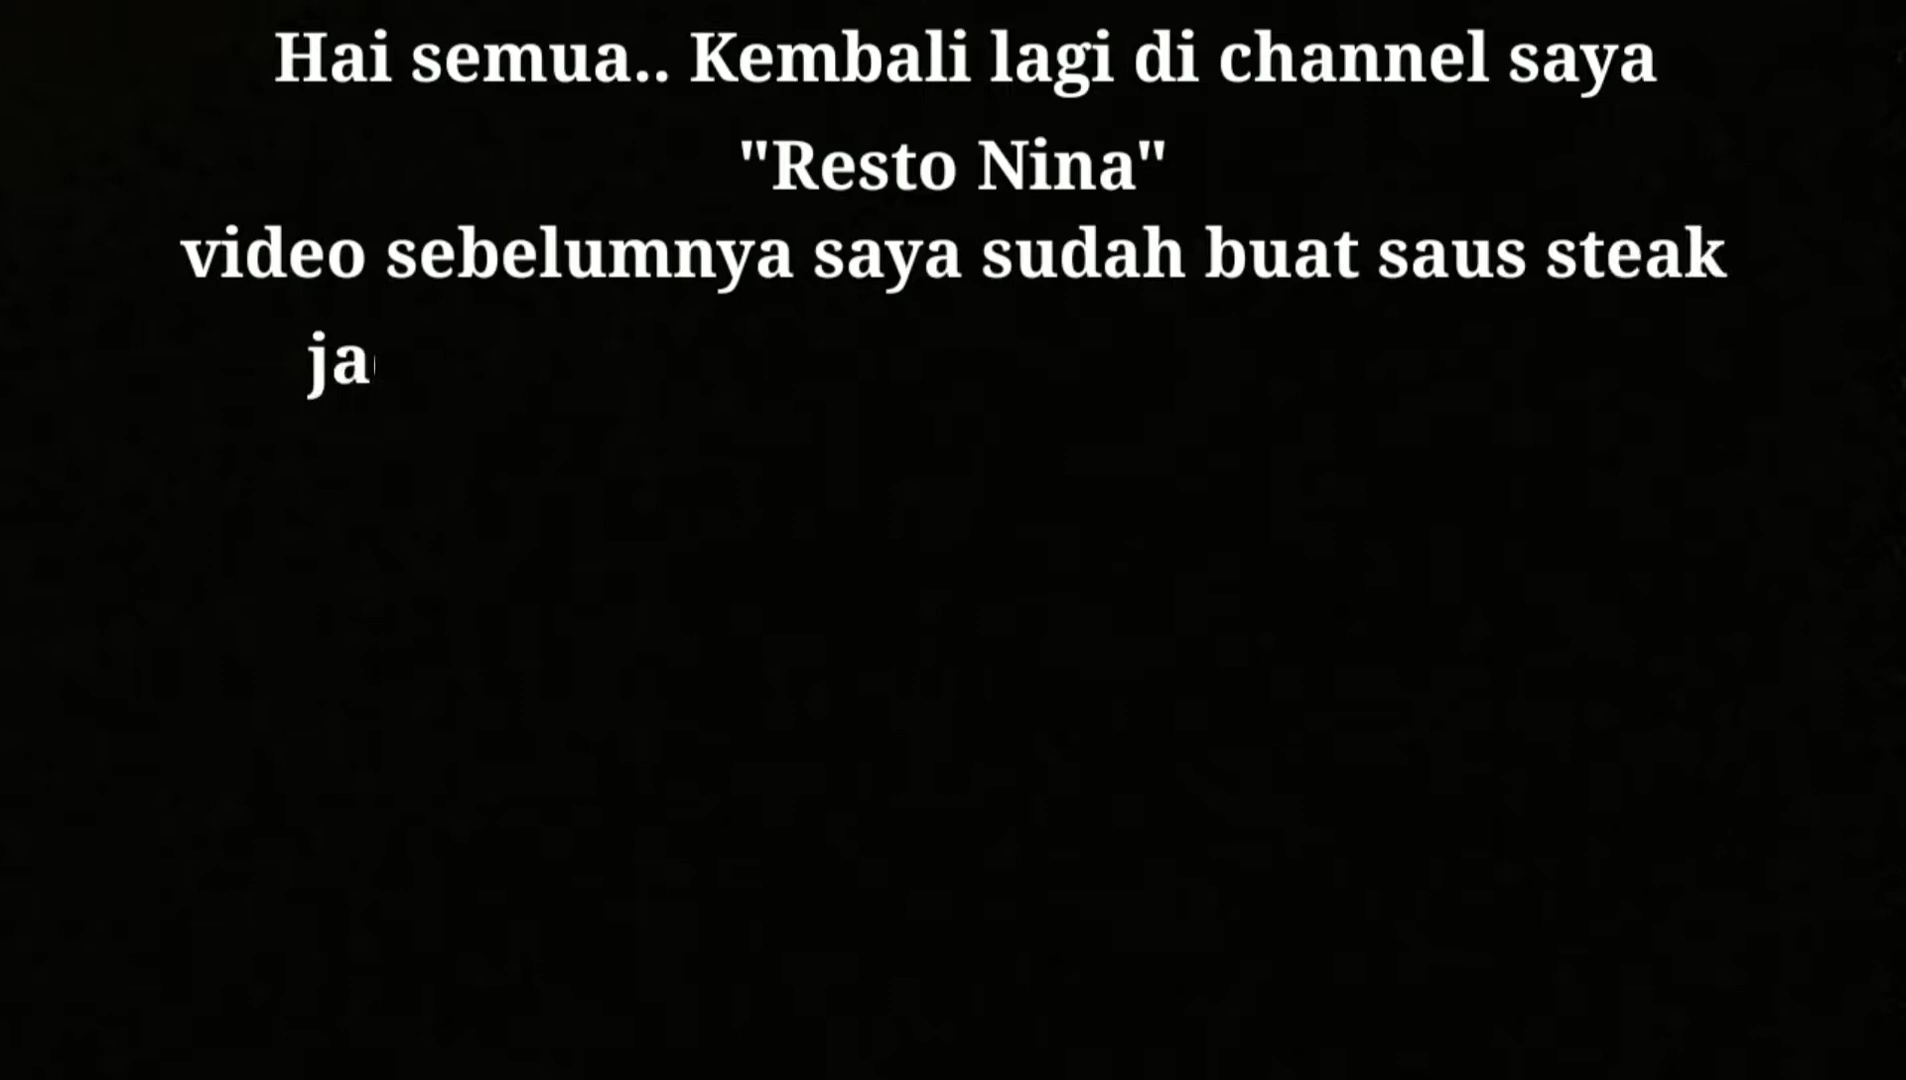 Hai semua.. Kembali lagi di channel saya
"Resto Nina"
video sebelumnya saya sudah buat saus steak